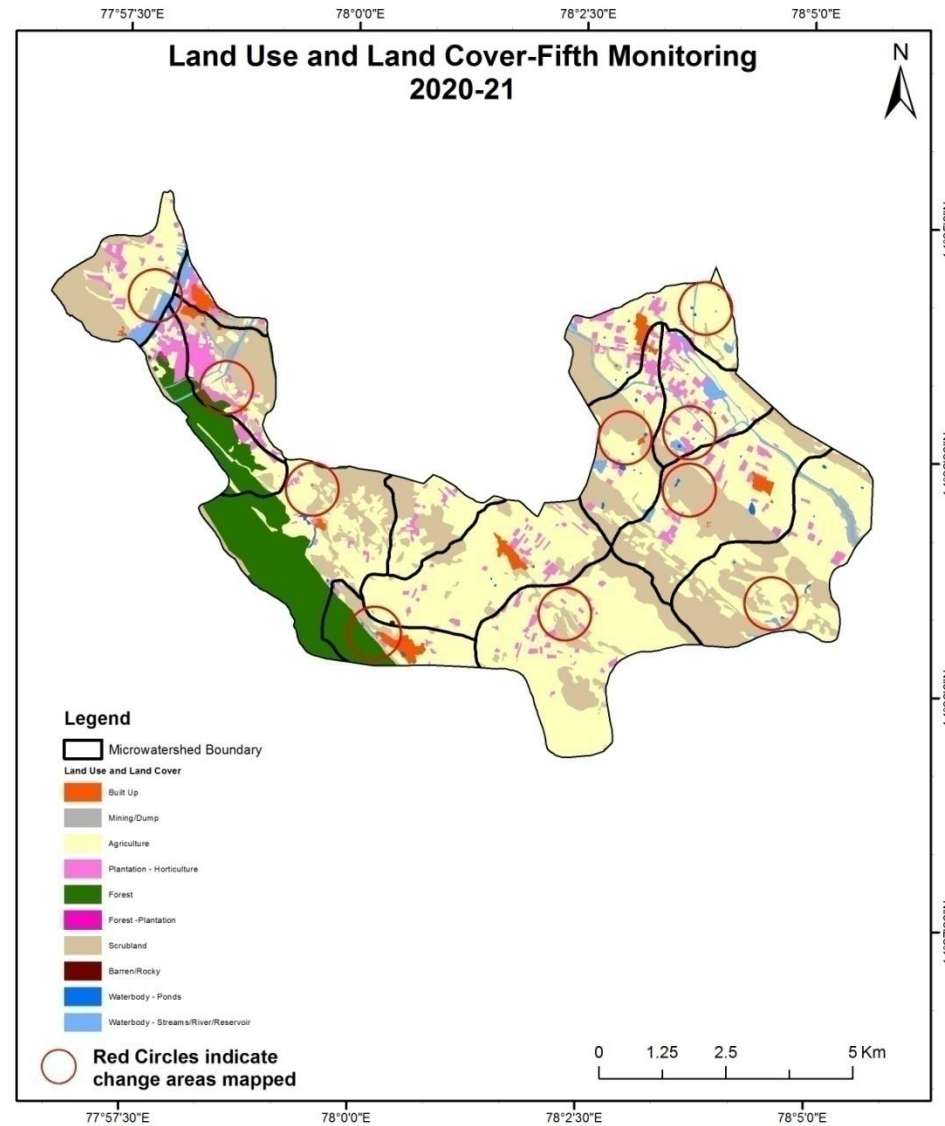 77°57'30"E 78°0'0"E 78°2'30"E 78°5'0"E
Land Use and Land Cover-Fifth Monitoring
2020-21
N
Legend
Microwatershed Boundary
Land Use and Land Cover
Built Up
Mining/Dump
Agriculture
Plantation - Horticulture
Forest
Forest -Plantation
Scrubland
Barren/Rocky
Waterbody - Ponds
Waterbody - Streams/River/Reservoir
Red Circles indicate
change areas mapped
0 1.25 2.5 5 Km
77°57'30"E 78°0'0"E 78°2'30"E 78°5'0"E